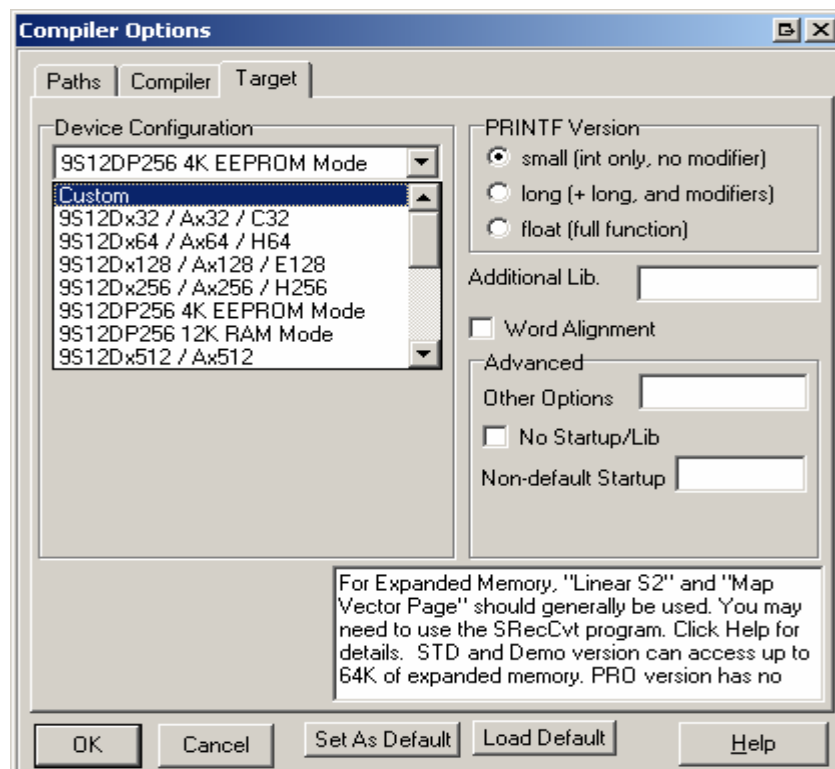 Compiler Options
Paths
Compiler
Target
Device Configuration
9S12DP256 4K EEPROM Mode
Custom
9S12Dx32 / Ax32 / C32
9S12Dx64 / Ax64 / H64
9S12Dx128 / Ax128 / E128
9S12Dx256 / Ax256 / H256
9S12DP256 4K EEPROM Mode
9S12DP256 12K RAM Mode
9S12Dx512 / Ax512
PRINTF Version
small (int only, no modifier)
long (+ long, and modifiers)
float (full function)
Additional Lib.
Word Alignment
Advanced
Other Options
No Startup/Lib
Non-default Startup
For Expanded Memory, "Linear S2" and "Map
Vector Page" should generally be used. You may
need to use the SRecCvt program. Click Help for
details. STD and Demo version can access up to
64K of expanded memory. PRO version has no
OK
Cancel
Set As Default
Load Default
Help